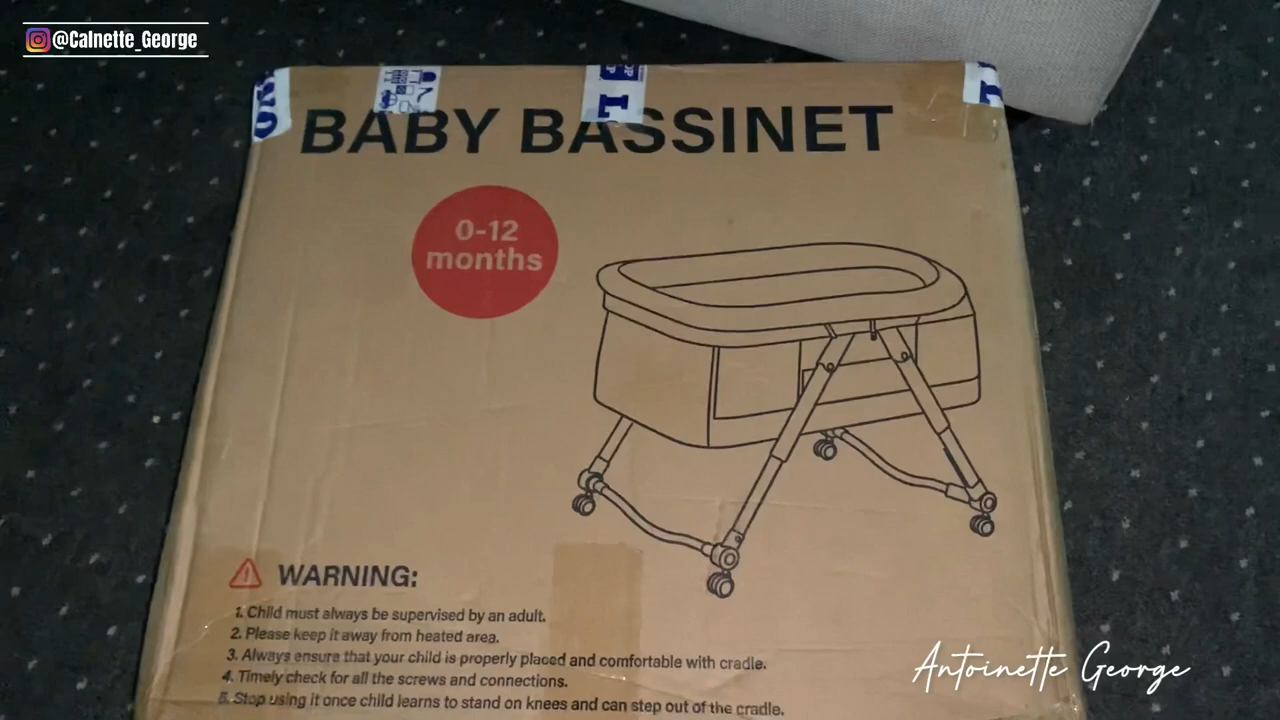 @Calnette_George
BABY BASSINET
0-12
months
WARNING:
1. Child must always be supervised by an adult.
2. Please keep it away from heated area.
3. Always ensure that your child is properly placed and comfortable with cradle.
4. Timely check for all the screws and connections.
5. Stop using it once child learns to stand on knees and can step out of the cradle.
Antoinette George